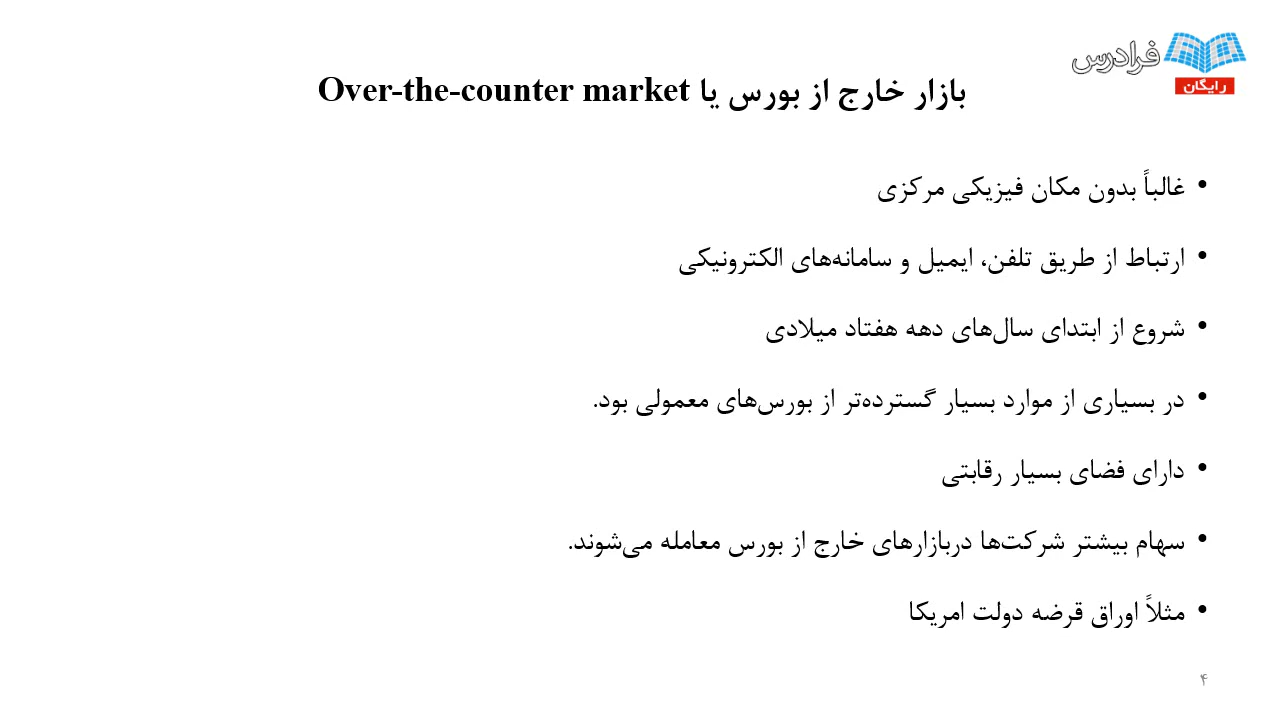 فرادرس
رایگان
بازار خارج از بورس یا Over-the-counter market
• غالباً بدون مکان فیزیکی مرکزی
• ارتباط از طریق تلفن، ایمیل و سامانه‌های الکترونیکی
• شروع از ابتدای سال‌های دهه هفتاد میلادی
• در بسیاری از موارد بسیار گسترده‌تر از بورس‌های معمولی بود.
• دارای فضای بسیار رقابتی
• سهام بیشتر شرکت‌ها دربازارهای خارج از بورس معامله می‌شوند.
• مثلاً اوراق قرضه دولت امریکا
۴